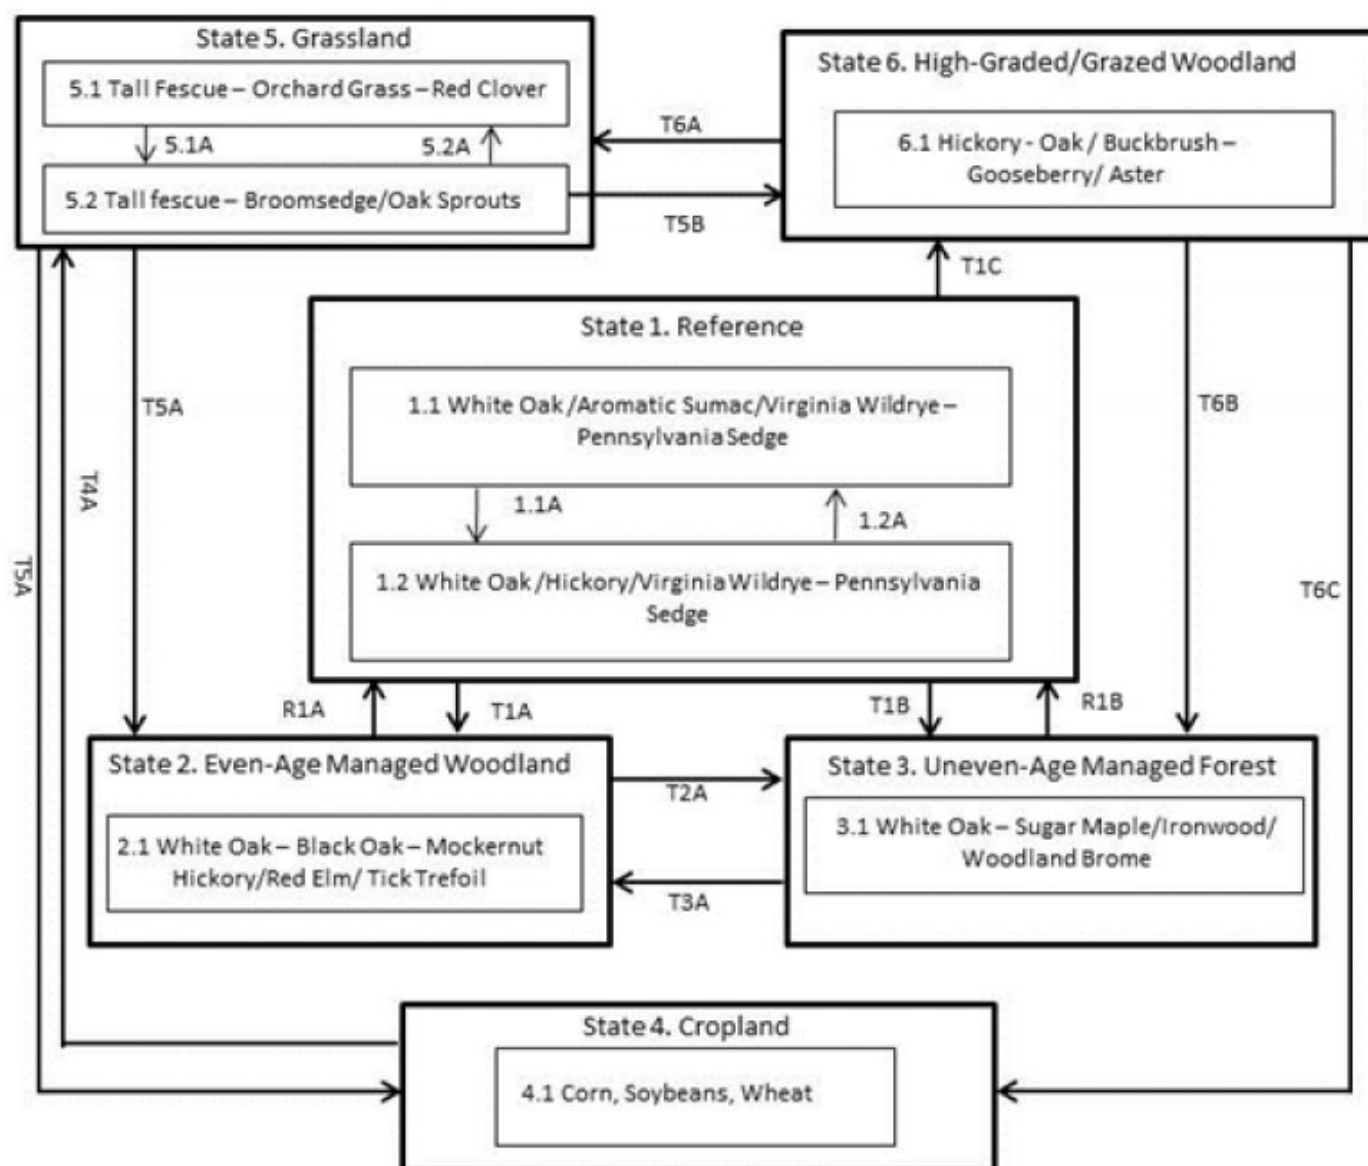 State 5. Grassland
5.1 Tall Fescue – Orchard Grass – Red Clover
5.1A
5.2A
5.2 Tall fescue – Broomsedge/Oak Sprouts
T6A
T5B
State 6. High-Graded/Grazed Woodland
6.1 Hickory - Oak / Buckbrush –
Gooseberry/ Aster
T1C
State 1. Reference
1.1 White Oak /Aromatic Sumac/Virginia Wildrye –
Pennsylvania Sedge
1.1A
1.2A
1.2 White Oak /Hickory/Virginia Wildrye – Pennsylvania
Sedge
T5A
T4A
T5A
T6B
T6C
R1A
T1A
T1B
R1B
State 2. Even-Age Managed Woodland
2.1 White Oak – Black Oak – Mockernut
Hickory/Red Elm/ Tick Trefoil
T2A
T3A
State 3. Uneven-Age Managed Forest
3.1 White Oak – Sugar Maple/Ironwood/
Woodland Brome
State 4. Cropland
4.1 Corn, Soybeans, Wheat